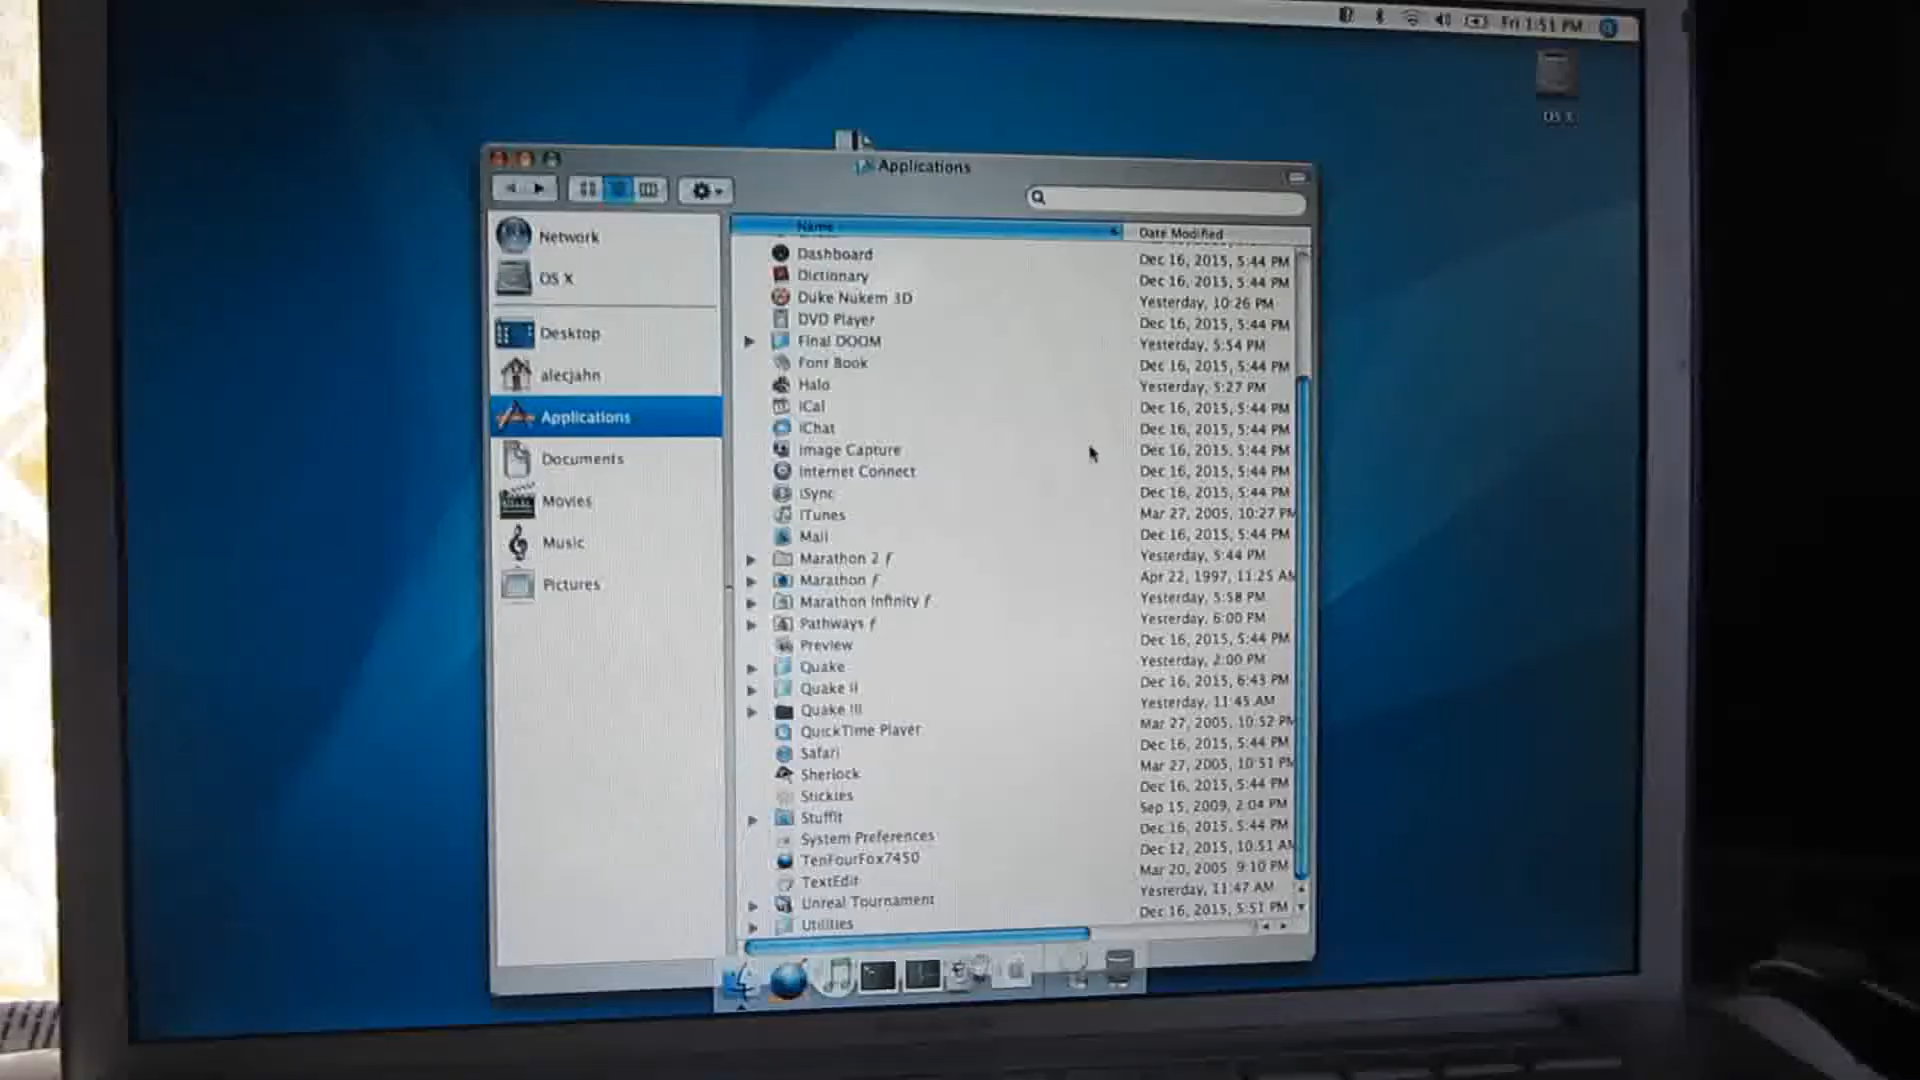 Fri 1:51 PM
OS X
Applications
Name
Date Modified
Network
OS X
Desktop
alecjahn
Applications
Documents
Movies
Music
Pictures
Dashboard
Dec 16, 2015, 5:44 PM
Dictionary
Dec 16, 2015, 5:44 PM
Duke Nukem 3D
Yesterday, 10:26 PM
DVD Player
Dec 16, 2015, 5:44 PM
Final DOOM
Yesterday, 5:54 PM
Font Book
Dec 16, 2015, 5:44 PM
Halo
Yesterday, 5:27 PM
iCal
Dec 16, 2015, 5:44 PM
iChat
Dec 16, 2015, 5:44 PM
Image Capture
Dec 16, 2015, 5:44 PM
Internet Connect
Dec 16, 2015, 5:44 PM
iSync
Dec 16, 2015, 5:44 PM
iTunes
Mar 27, 2005, 10:27 PM
Mail
Dec 16, 2015, 5:44 PM
Marathon 2 ƒ
Yesterday, 5:44 PM
Marathon ƒ
Apr 22, 1997, 11:25 AM
Marathon Infinity ƒ
Yesterday, 5:58 PM
Pathways ƒ
Yesterday, 6:00 PM
Preview
Dec 16, 2015, 5:44 PM
Quake
Yesterday, 2:00 PM
Quake II
Dec 16, 2015, 6:43 PM
Quake III
Yesterday, 11:45 AM
QuickTime Player
Mar 27, 2005, 10:52 PM
Safari
Dec 16, 2015, 5:44 PM
Sherlock
Mar 27, 2005, 10:51 PM
Stickies
Dec 16, 2015, 5:44 PM
StuffIt
Sep 15, 2009, 2:04 PM
System Preferences
Dec 16, 2015, 5:44 PM
TenFourFox7450
Dec 12, 2015, 10:51 AM
TextEdit
Mar 20, 2005 9:10 PM
Unreal Tournament
Yesterday, 11:47 AM
Utilities
Dec 16, 2015, 5:51 PM